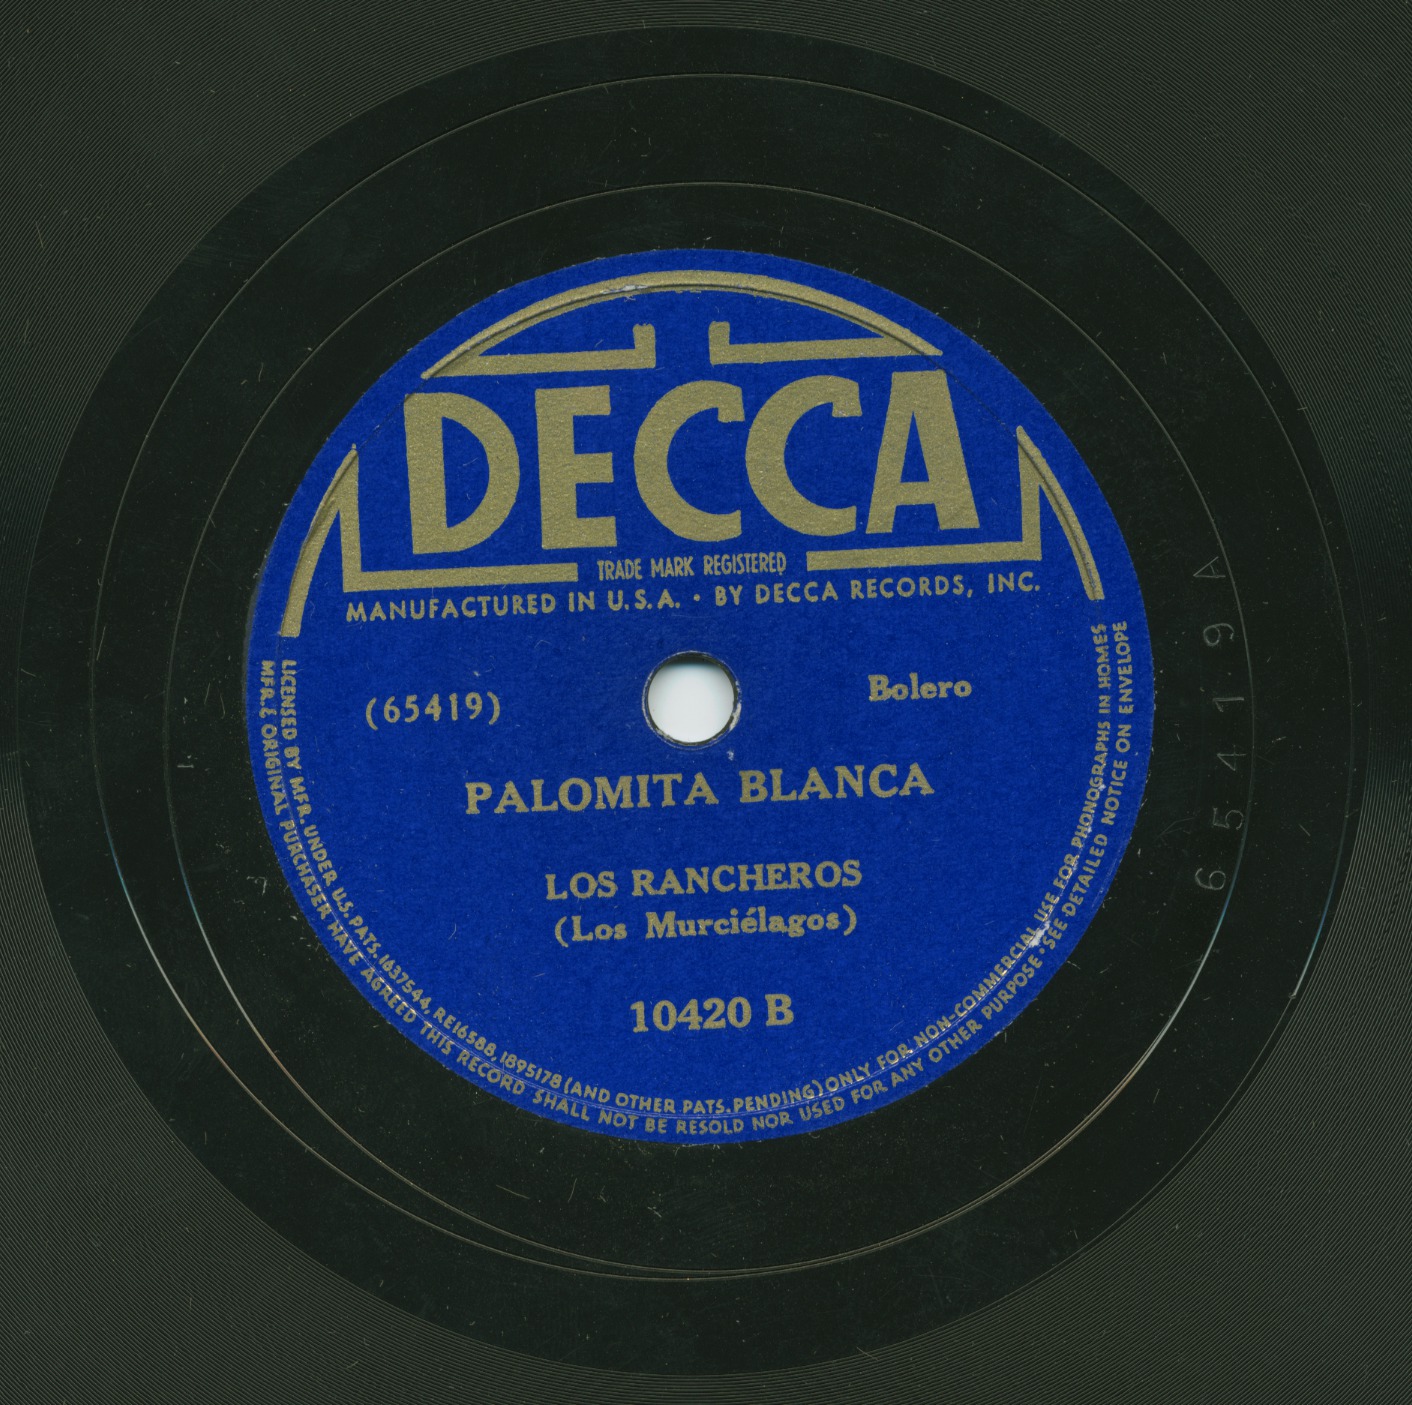 DECCA
TRADE MARK REGISTERED
MANUFACTURED IN U.S.A. • BY DECCA RECORDS, INC.
(65419)
Bolero
PALOMITA BLANCA
LOS RANCHEROS
(Los Murciélagos)
10420 B
LICENSED BY MFR. UNDER U.S. PATS. 1637544, RE16588, 1895178 (AND OTHER PATS. PENDING) ONLY FOR NON-COMMERCIAL USE FOR PHONOGRAPHS IN HOMES
MFR. & ORIGINAL PURCHASER HAVE AGREED THIS RECORD SHALL NOT BE RESOLD NOR USED FOR ANY OTHER PURPOSE • SEE DETAILED NOTICE ON ENVELOPE
65419A